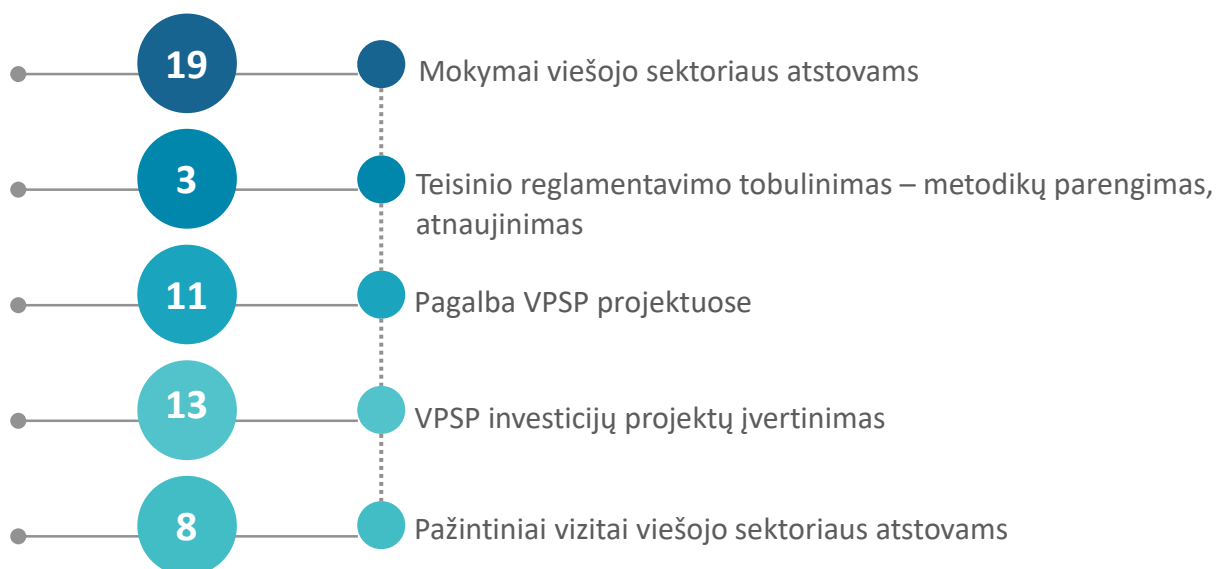 19
Mokymai viešojo sektoriaus atstovams
3
Teisinio reglamentavimo tobulinimas – metodikų parengimas,
atnaujinimas
11
Pagalba VPSP projektuose
13
VPSP investicijų projektų įvertinimas
8
Pažintiniai vizitai viešojo sektoriaus atstovams